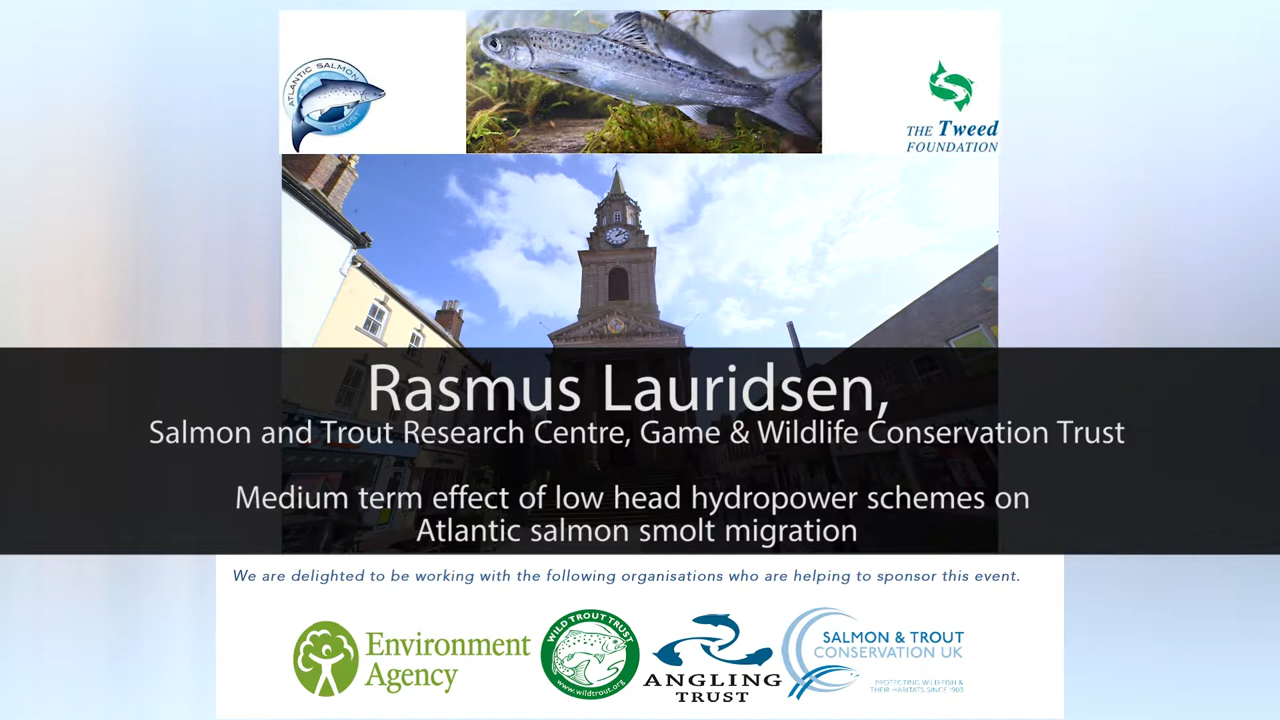 ATLANTIC SALMON
TRUST
THE Tweed
FOUNDATION
Rasmus Lauridsen,
Salmon and Trout Research Centre, Game & Wildlife Conservation Trust
Medium term effect of low head hydropower schemes on
Atlantic salmon smolt migration
We are delighted to be working with the following organisations who are helping to sponsor this event.
Environment
Agency
WILD TROUT TRUST
www.wildtrout.org
ANGLING
TRUST
SALMON & TROUT
CONSERVATION UK
PROTECTING WILD FISH &
THEIR HABITATS SINCE 1903